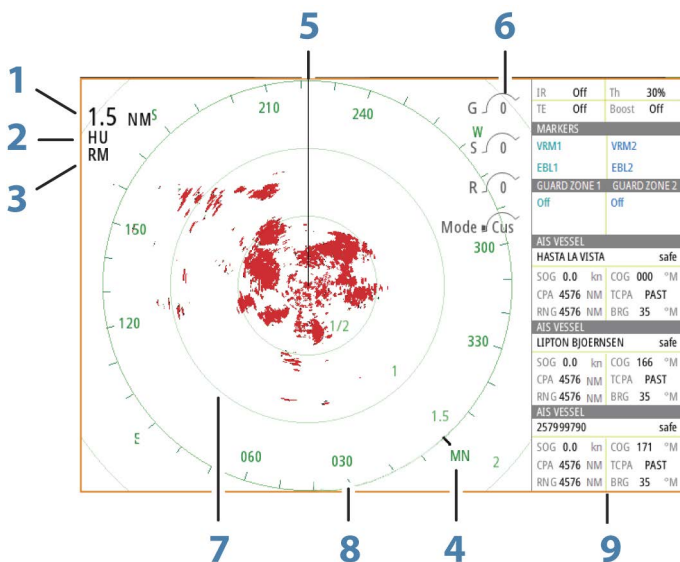 5
6
1
2
3
1.5 NM
HU
RM
S
210
240
W
300
330
MN
030
060
E
120
150
1/2
1
1.5
2
G 0
S 0
R 0
Mode Cus
IR Off Th 30%
TE Off Boost Off
MARKERS
VRM1 VRM2
EBL1 EBL2
GUARD ZONE 1 GUARD ZONE 2
Off Off
AIS VESSEL
HASTA LA VISTA safe
SOG 0.0 kn COG 000 °M
CPA 4576 NM TCPA PAST
RNG 4576 NM BRG 35 °M
AIS VESSEL
LIPTON BJOERNSEN safe
SOG 0.0 kn COG 166 °M
CPA 4576 NM TCPA PAST
RNG 4576 NM BRG 35 °M
AIS VESSEL
257999790 safe
SOG 0.0 kn COG 171 °M
CPA 4576 NM TCPA PAST
RNG 4576 NM BRG 35 °M
7
8
4
9